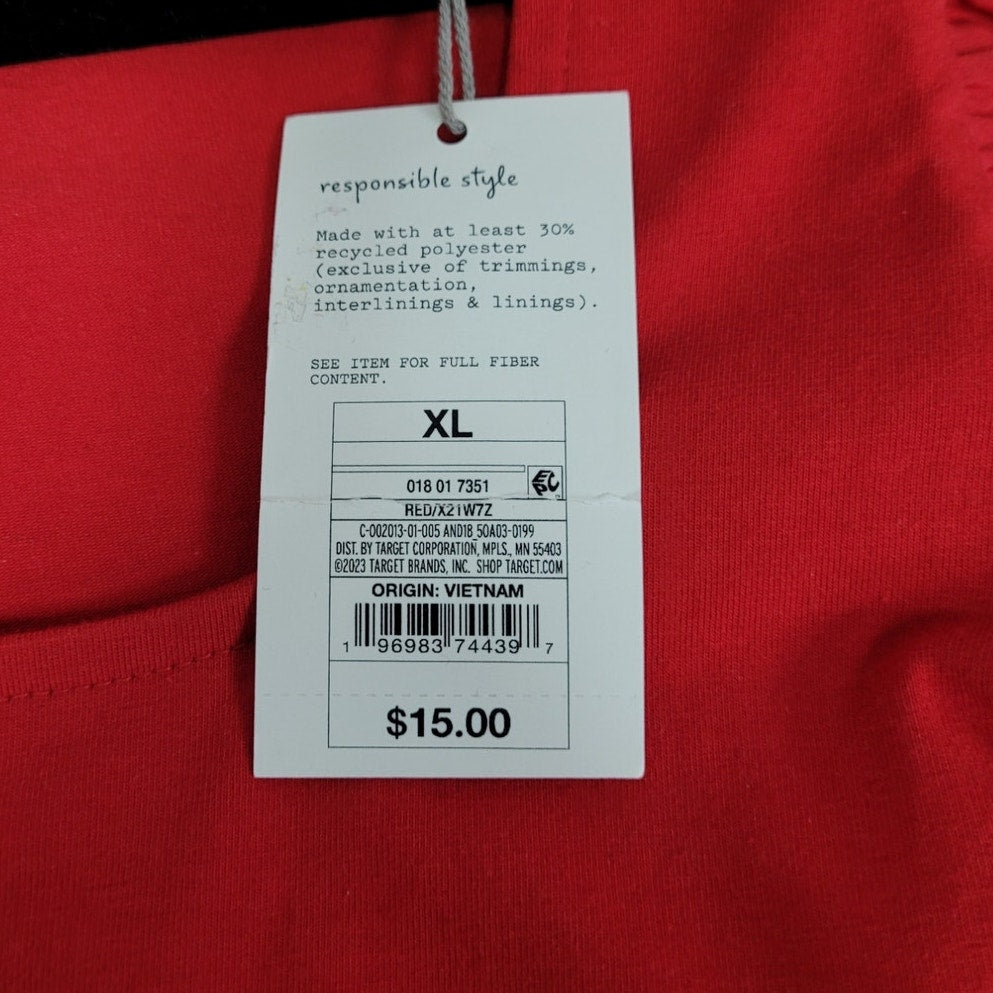 responsible style
Made with at least 30%
recycled polyester
(exclusive of trimmings,
ornamentation,
interlinings & linings).
SEE ITEM FOR FULL FIBER
CONTENT.
XL
018 01 7351
EPC
RED/X21W7Z
C-002013-01-005 AND18_50A03-0199
DIST. BY TARGET CORPORATION, MPLS., MN 55403
©2023 TARGET BRANDS, INC. SHOP TARGET.COM
ORIGIN: VIETNAM
1 96983 74439 7
$15.00